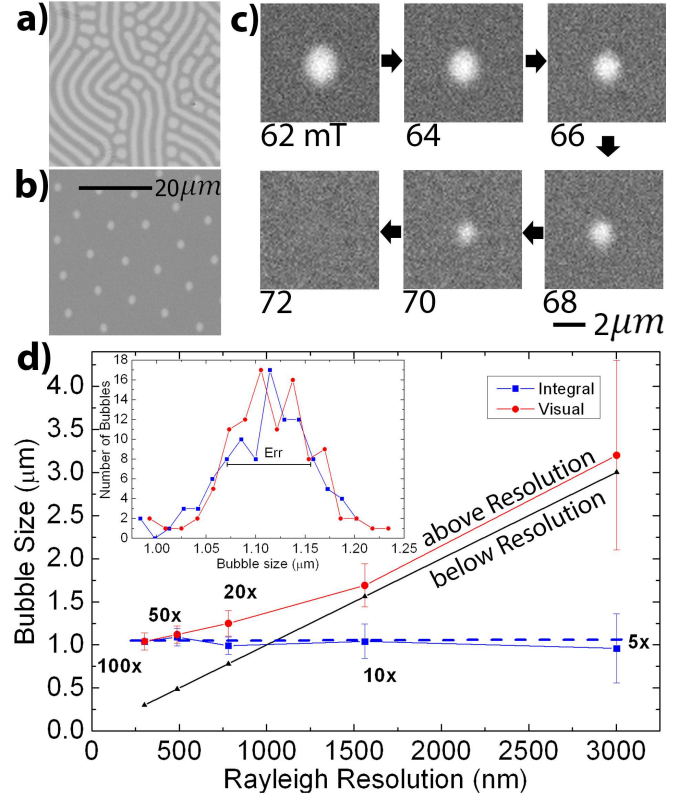 a)
c)
62 mT
64
66
b)
20μm
72
70
68
2μm
d)
Bubble Size (μm)
4.0
3.5
3.0
2.5
2.0
1.5
1.0
0.5
0.0
Number of Bubbles
18
16
14
12
10
8
6
4
2
0
Err
1.00
1.05
1.10
1.15
1.20
1.25
Bubble size (μm)
Integral
Visual
above Resolution
below Resolution
100x
50x
20x
10x
5x
0
500
1000
1500
2000
2500
3000
Rayleigh Resolution (nm)